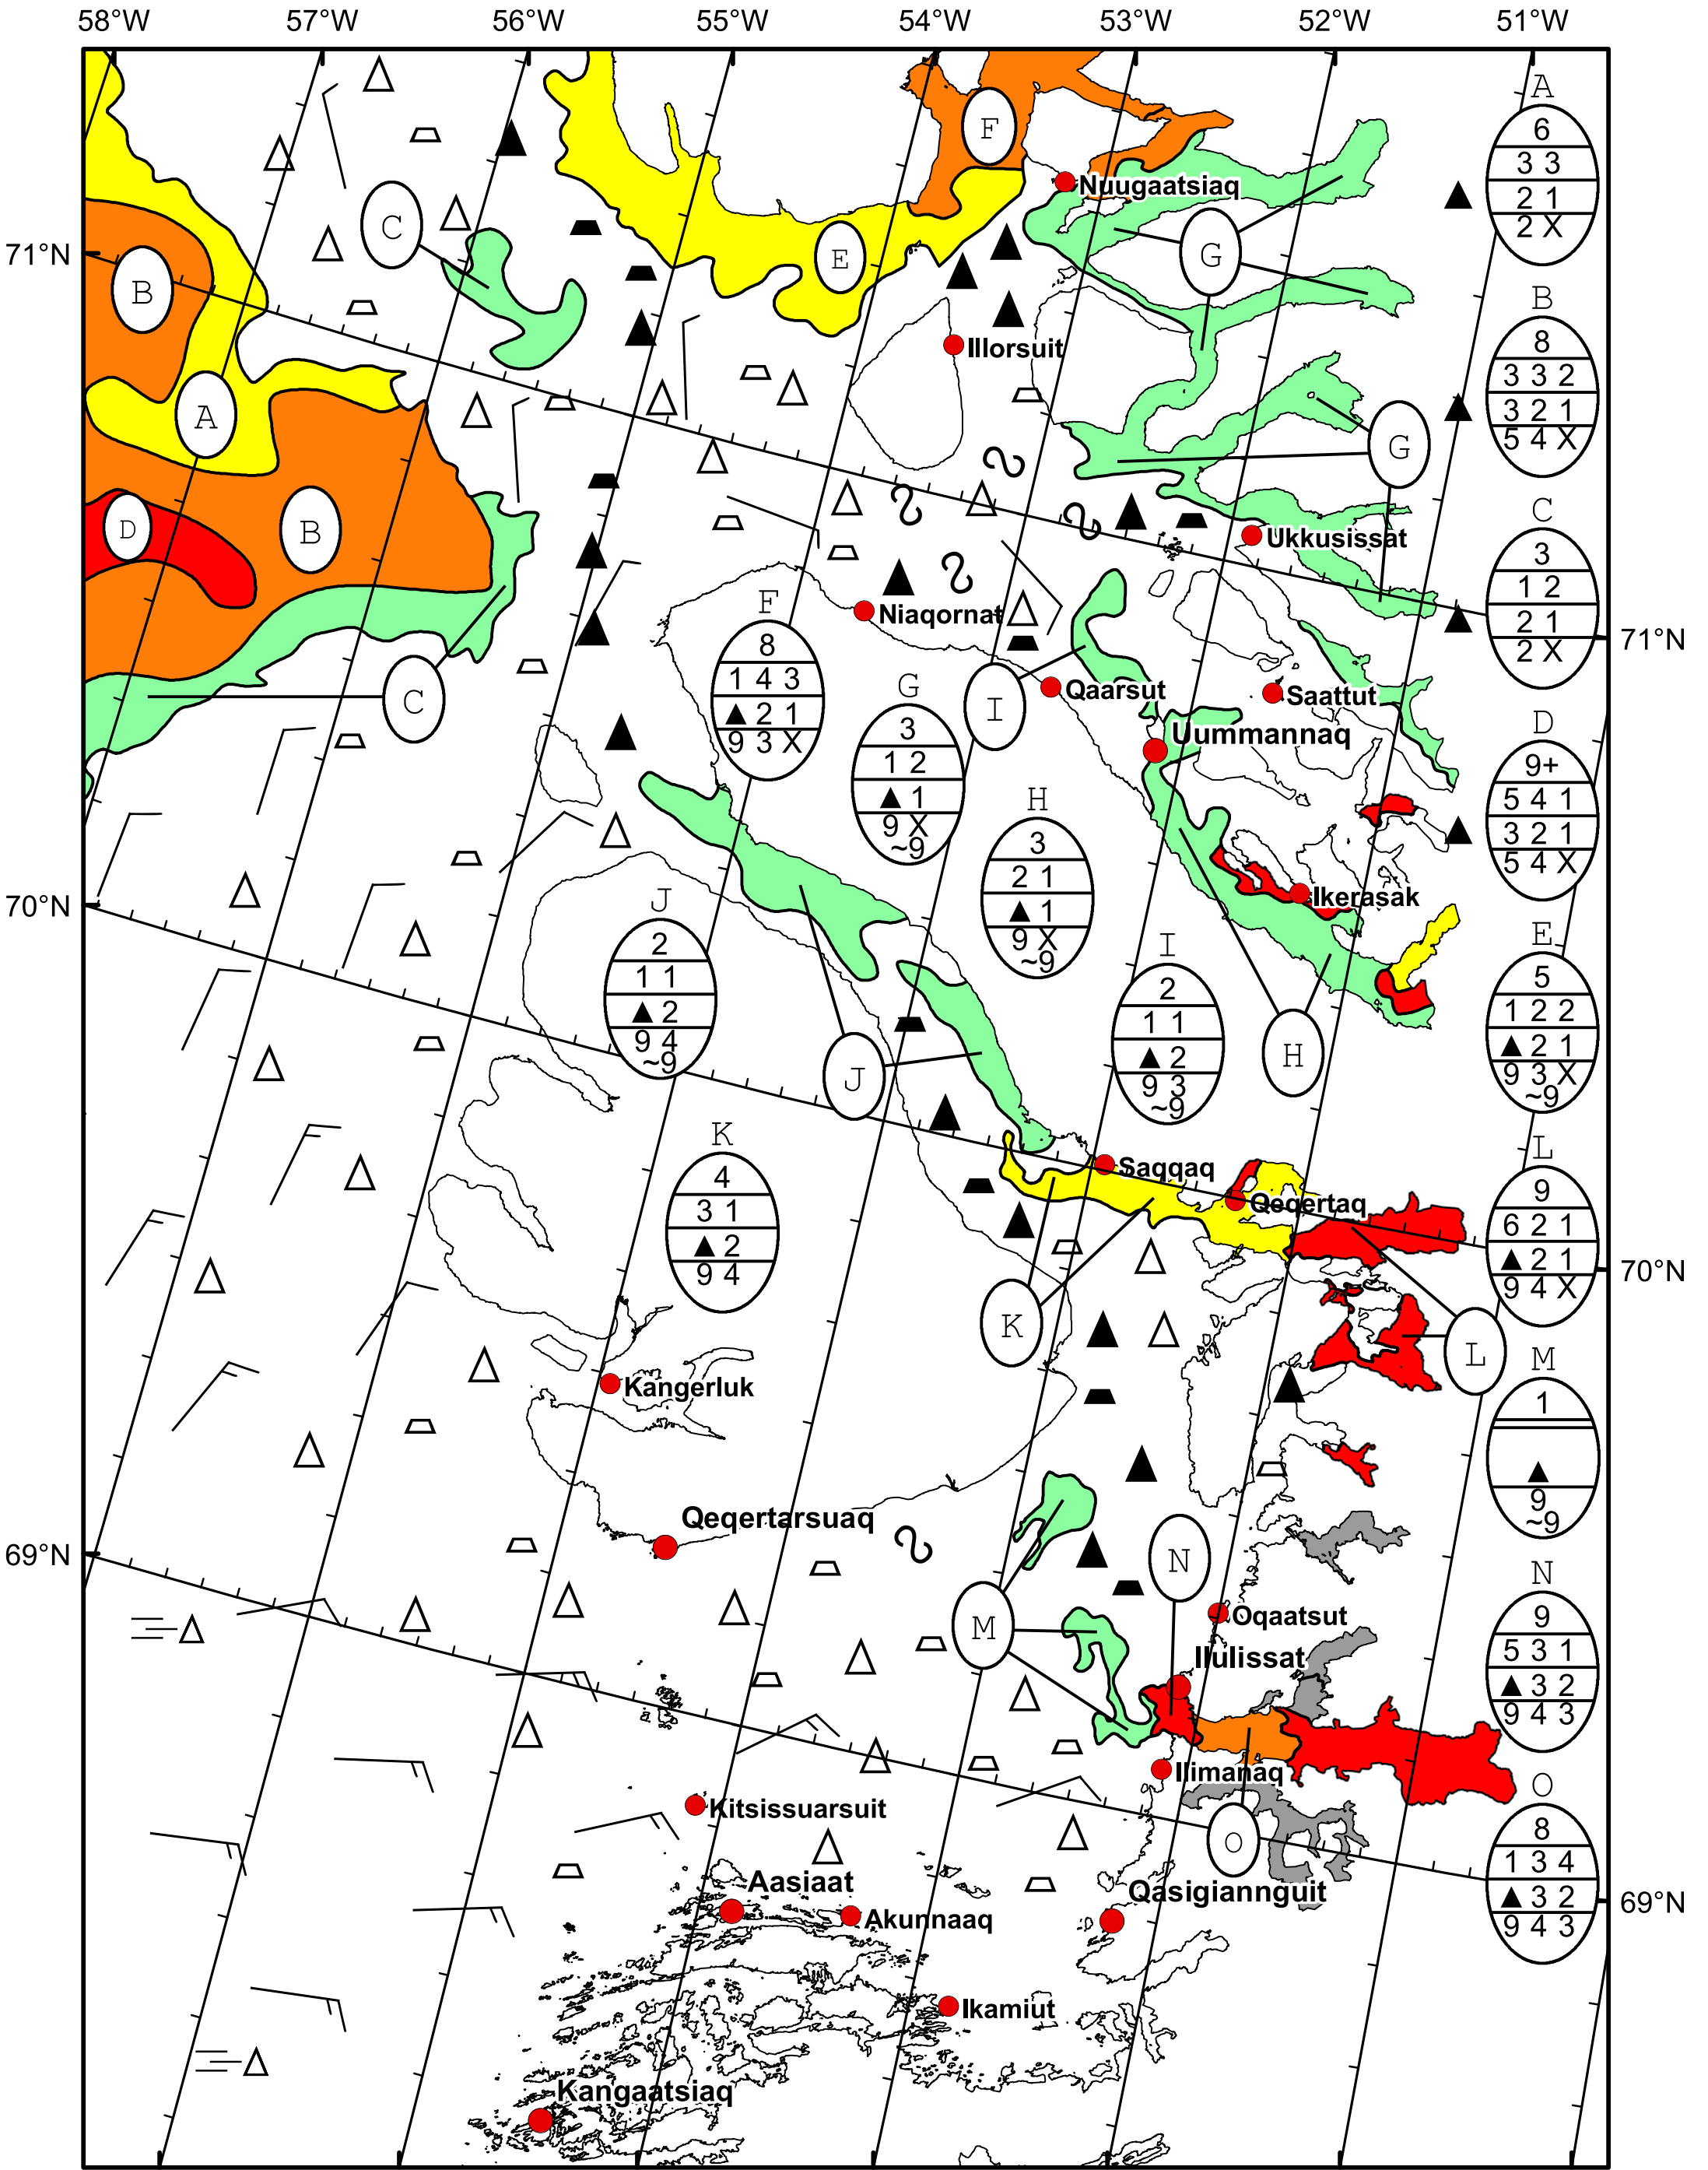 58°W 57°W 56°W 55°W 54°W 53°W 52°W 51°W
71°N
70°N
69°N
71°N
70°N
69°N
A
6
3 3
2 1
2 X
B
8
3 3 2
3 2 1
5 4 X
C
3
1 2
2 1
2 X
D
9+
5 4 1
3 2 1
5 4 X
E
5
1 2 2
▲ 2 1
9 3 X
~9
F
8
1 4 3
▲ 2 1
9 3 X
G
3
1 2
▲ 1
9 X
~9
H
3
2 1
▲ 1
9 X
~9
I
2
1 1
▲ 2
9 3
~9
J
2
1 1
▲ 2
9 4
~9
K
4
3 1
▲ 2
9 4
L
9
6 2 1
▲ 2 1
9 4 X
M
1
▲
9
~9
N
9
5 3 1
▲ 3 2
9 4 3
O
8
1 3 4
▲ 3 2
9 4 3
F
C
G
E
B
A
G
D
B
C
I
H
J
K
L
N
M
O
Nuugaatsiaq
Illorsuit
Ukkusissat
Niaqornat
Qaarsut
Saattut
Uummannaq
Ikerasak
Saqqaq
Qeqertaq
Kangerluk
Qeqertarsuaq
Oqaatsut
Ilulissat
Ilimanaq
Kitsissuarsuit
Aasiaat
Akunnaaq
Qasigiannguit
Ikamiut
Kangaatsiaq